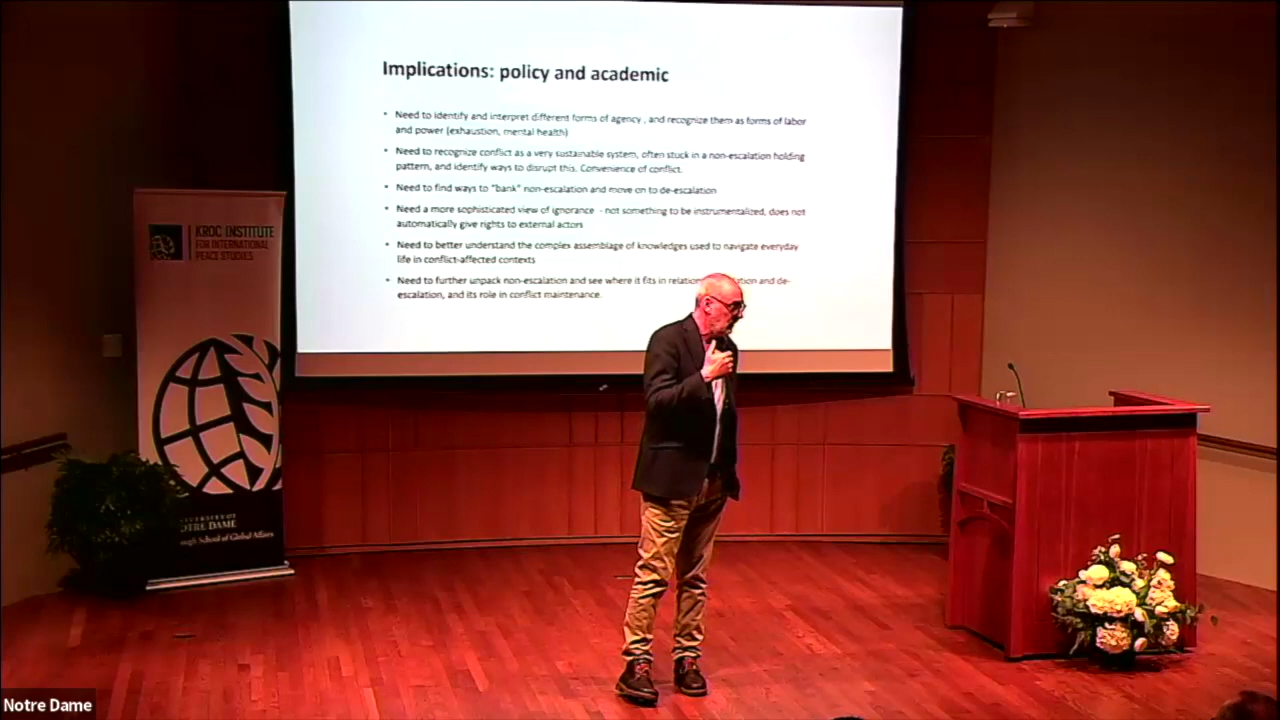 Implications: policy and academic
• Need to identify and interpret different forms of agency , and recognize them as forms of labor
and power (exhaustion, mental health)
• Need to recognize conflict as a very sustainable system, often stuck in a non-escalation holding
pattern, and identify ways to disrupt this. Convenience of conflict.
• Need to find ways to "bank" non-escalation and move on to de-escalation
• Need a more sophisticated view of ignorance - not something to be instrumentalized, does not
automatically give rights to external actors
• Need to better understand the complex assemblage of knowledges used to navigate everyday
life in conflict-affected contexts
• Need to further unpack non-escalation and see where it fits in and de-
escalation, and its role in conflict maintenance.
KROC INSTITUTE
FOR INTERNATIONAL
PEACE STUDIES
NOTRE DAME
School of Global Affairs
Notre Dame